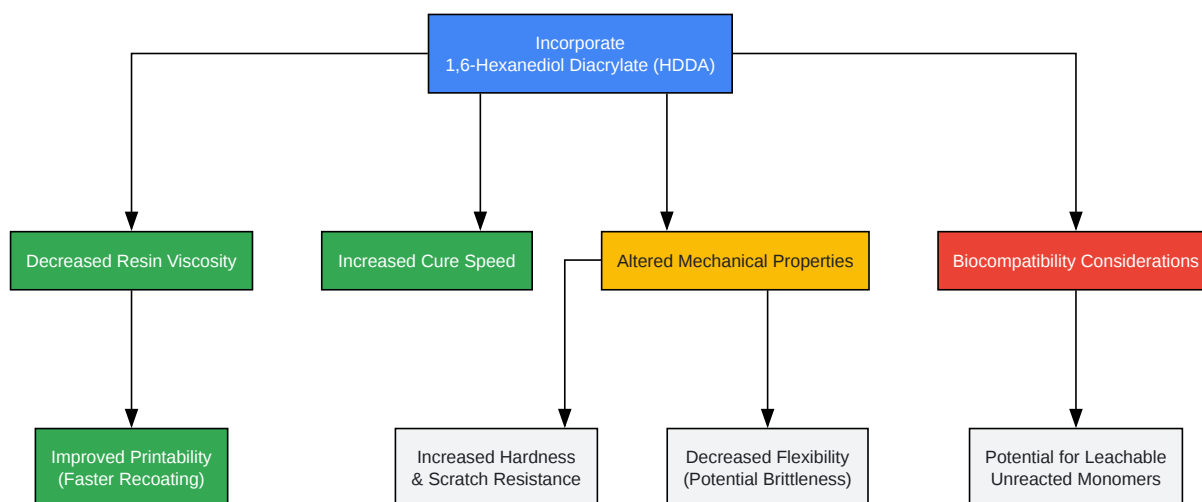 Incorporate
1,6-Hexanediol Diacrylate (HDDA)
Decreased Resin Viscosity
Increased Cure Speed
Altered Mechanical Properties
Biocompatibility Considerations
Improved Printability
(Faster Recoating)
Increased Hardness
& Scratch Resistance
Decreased Flexibility
(Potential Brittleness)
Potential for Leachable
Unreacted Monomers